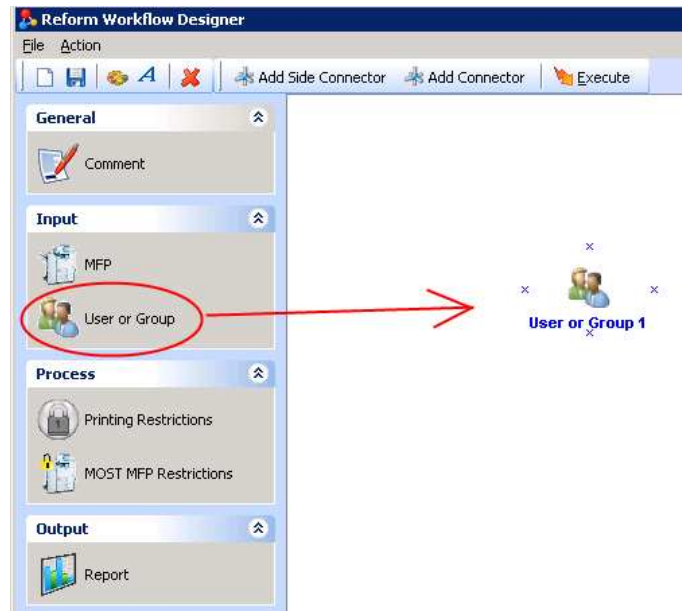 Reform Workflow Designer
File Action
A Add Side Connector Add Connector Execute
General
Comment
Input
MFP
User or Group
User or Group 1
Process
Printing Restrictions
MOST MFP Restrictions
Output
Report